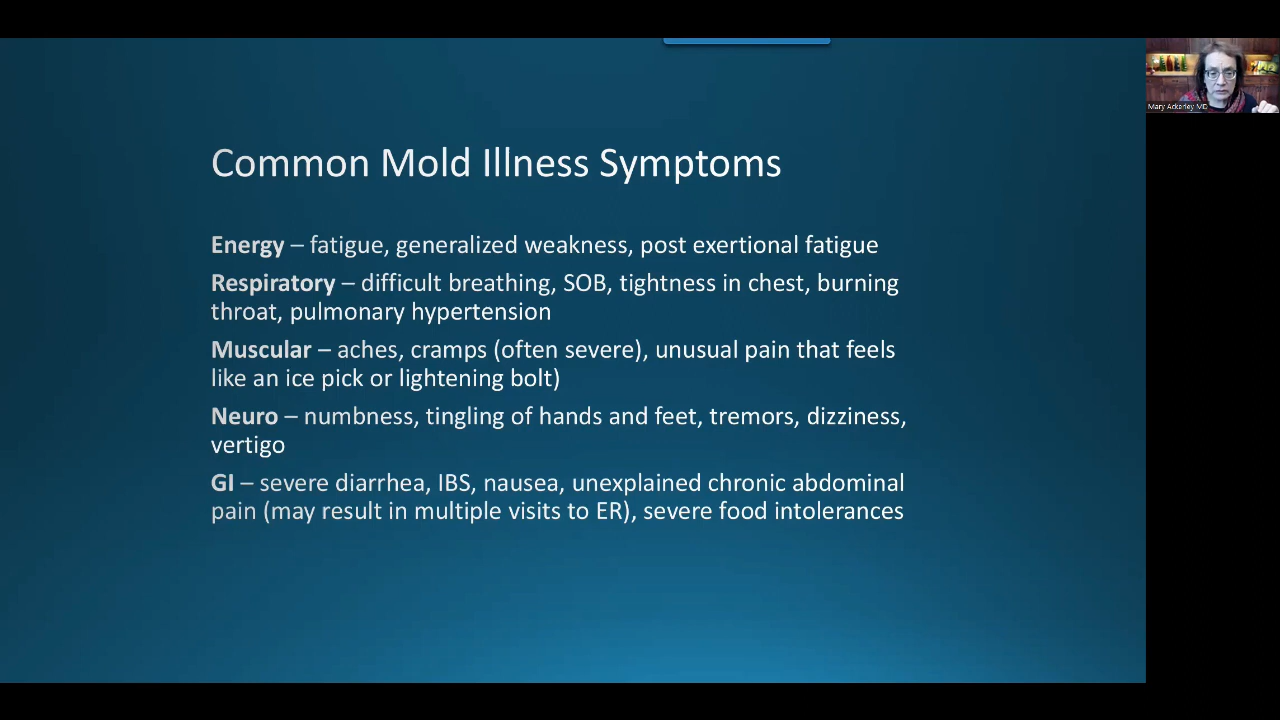 Common Mold Illness Symptoms
Energy – fatigue, generalized weakness, post exertional fatigue
Respiratory – difficult breathing, SOB, tightness in chest, burning
throat, pulmonary hypertension
Muscular – aches, cramps (often severe), unusual pain that feels
like an ice pick or lightening bolt)
Neuro – numbness, tingling of hands and feet, tremors, dizziness,
vertigo
GI – severe diarrhea, IBS, nausea, unexplained chronic abdominal
pain (may result in multiple visits to ER), severe food intolerances
Mary Ackerley MD